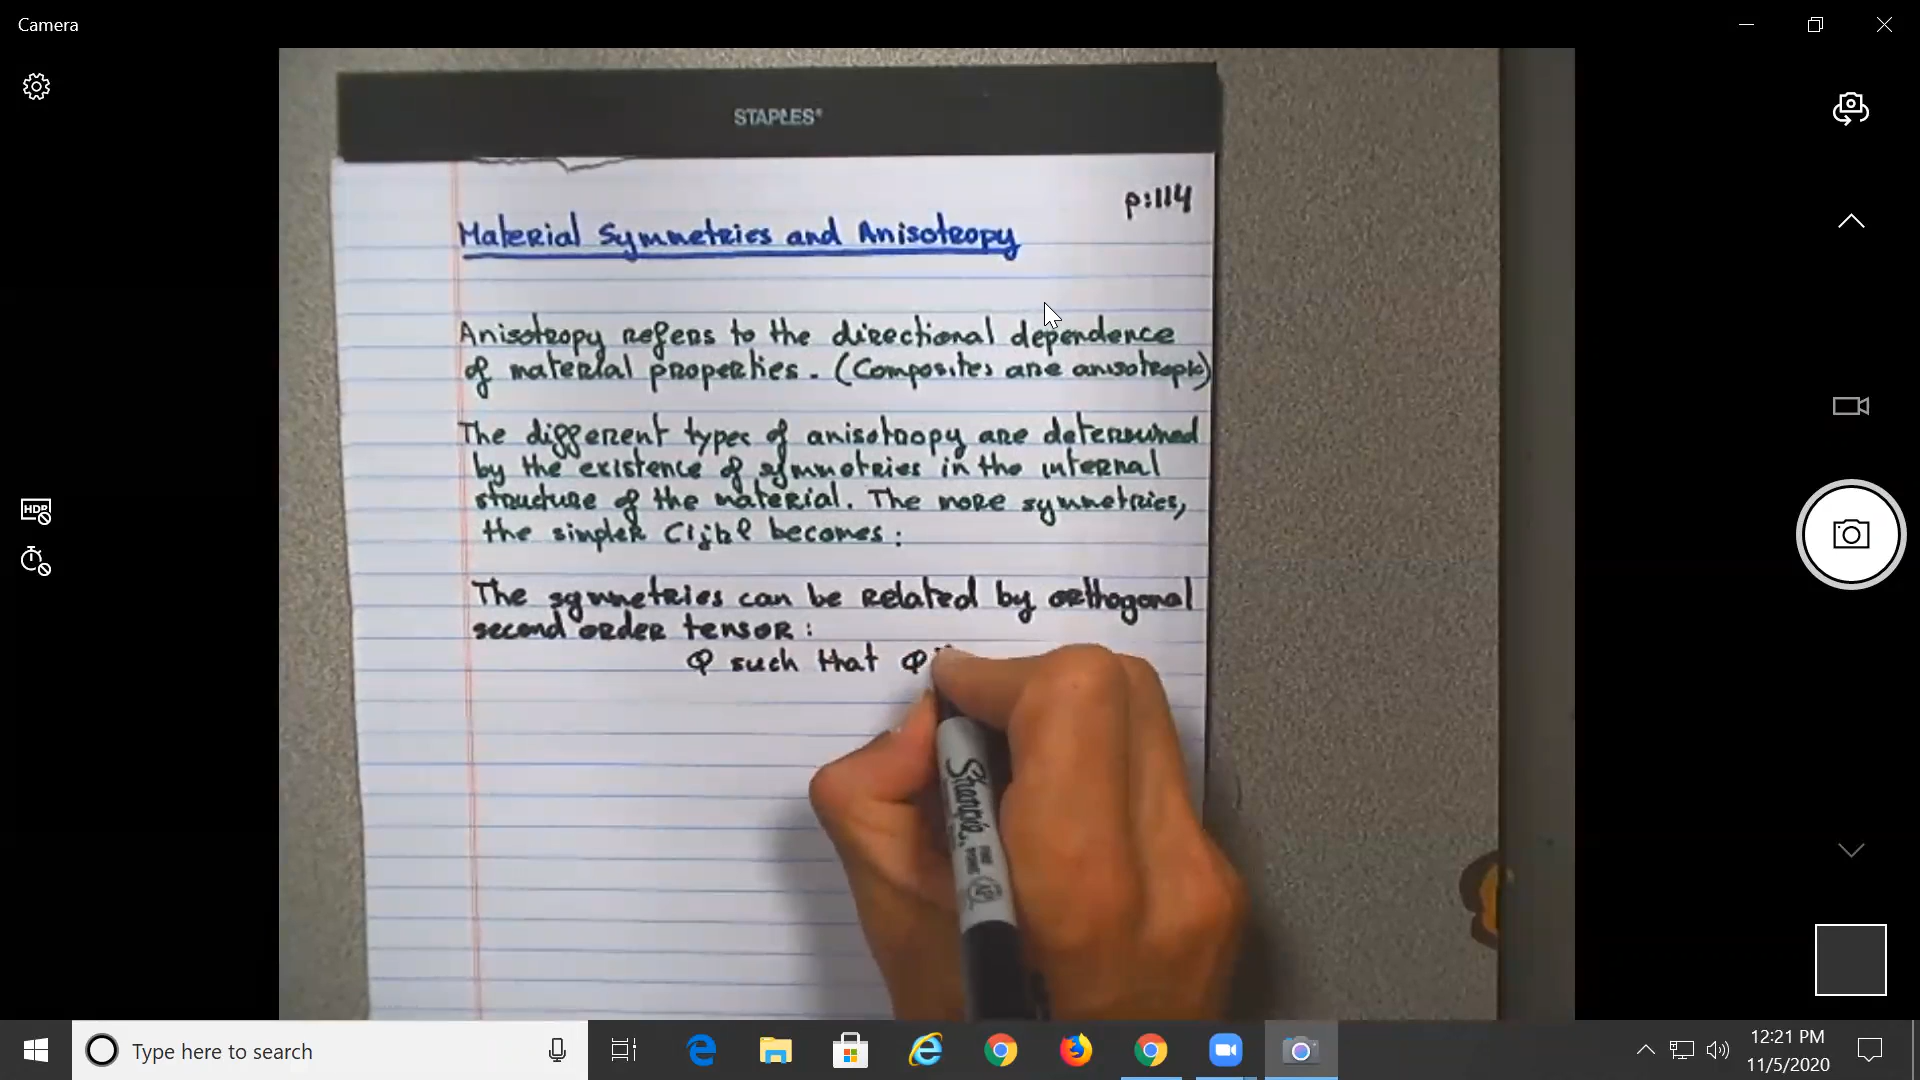 Camera
STAPLES
p:114
Material Symmetries and Anisotropy
Anisotropy refers to the directional dependence
of material properties. (Composites are anisotropic)
The different types of anisotropy are determined
by the existence of symmetries in the internal
structure of the material. The more symmetries,
the simpler Cijkl becomes:
The symmetries can be related by orthogonal
second order tensor:
Q such that Q
Sharpie
HDR
Type here to search
12:21 PM
11/5/2020